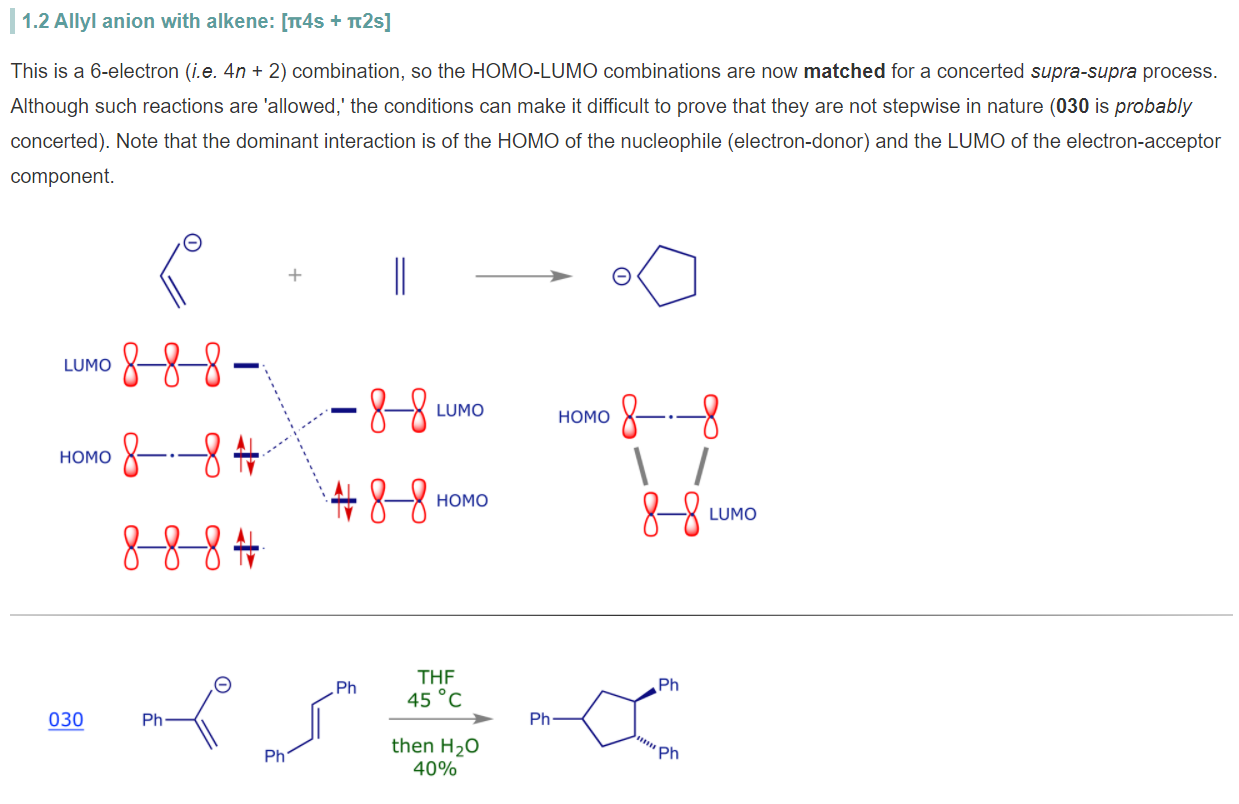 1.2 Allyl anion with alkene: [π4s + π2s]
This is a 6-electron (i.e. 4n + 2) combination, so the HOMO-LUMO combinations are now matched for a concerted supra-supra process.
Although such reactions are 'allowed,' the conditions can make it difficult to prove that they are not stepwise in nature (030 is probably
concerted). Note that the dominant interaction is of the HOMO of the nucleophile (electron-donor) and the LUMO of the electron-acceptor
component.
⊖
+
⊖
LUMO
LUMO
HOMO
HOMO
HOMO
LUMO
THF
45 °C
then H₂O
40%
030
Ph
⊖
Ph
Ph
Ph
Ph
Ph